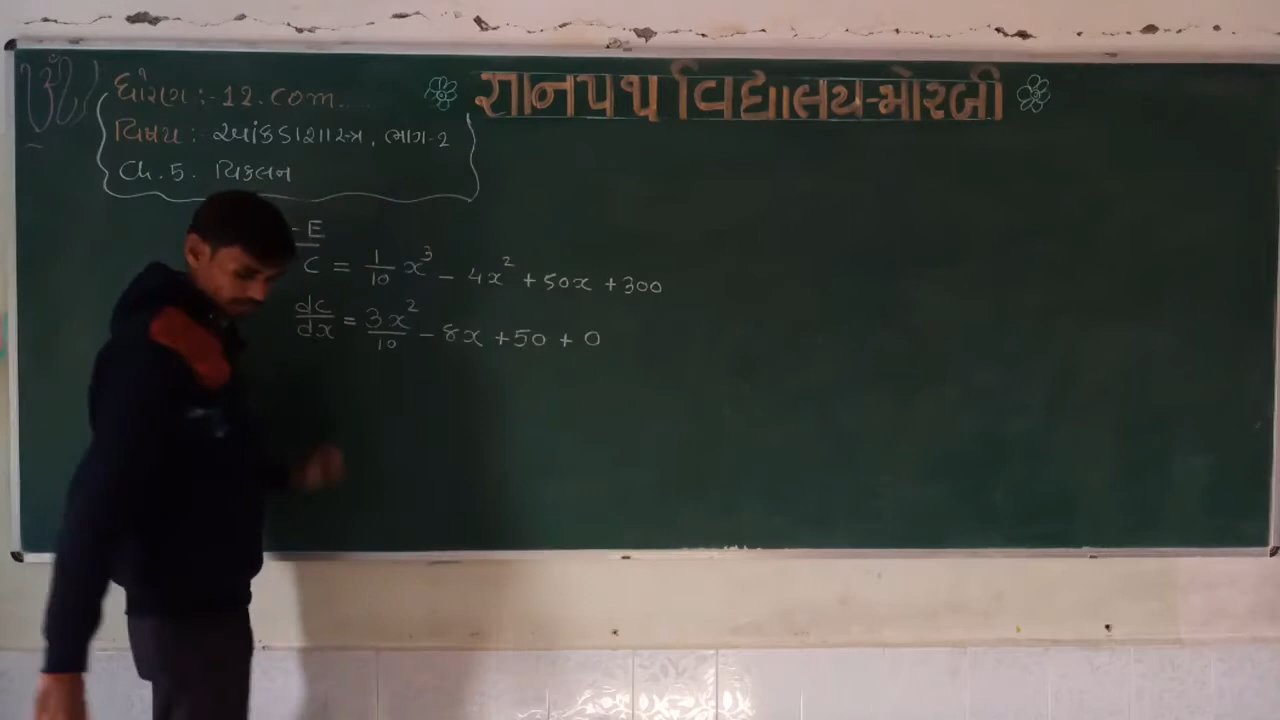 જ્ઞાનપથ વિદ્યાલય-મોરબી
ધોરણ :- 12. com....
વિષય : આંકડાશાસ્ત્ર, ભાગ-2
Ch. 5. વિકલન
- E
C = 1/10 x³ - 4x² + 50x + 300
dc/dx = 3x²/10 - 8x + 50 + 0